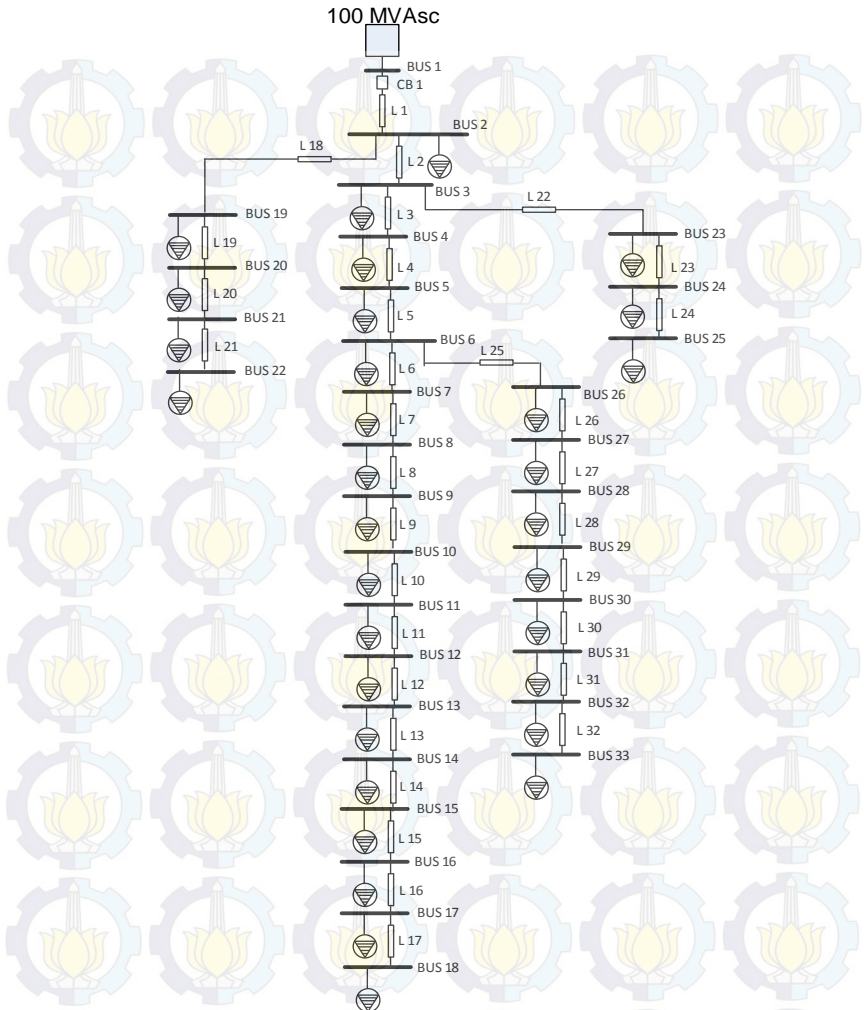 100 MVAsc
BUS 1
CB 1
L 1
BUS 2
L 18
L 2
BUS 3
L 22
BUS 19
L 3
BUS 23
L 19
BUS 4
L 23
BUS 20
L 4
BUS 24
L 20
BUS 5
L 24
BUS 21
L 5
BUS 25
L 21
BUS 6
L 25
BUS 22
L 6
BUS 26
BUS 7
L 26
L 7
BUS 27
BUS 8
L 27
L 8
BUS 28
BUS 9
L 28
L 9
BUS 29
BUS 10
L 29
L 10
BUS 30
BUS 11
L 30
L 11
BUS 31
BUS 12
L 31
L 12
BUS 32
BUS 13
L 32
L 13
BUS 33
BUS 14
L 14
BUS 15
L 15
BUS 16
L 16
BUS 17
L 17
BUS 18